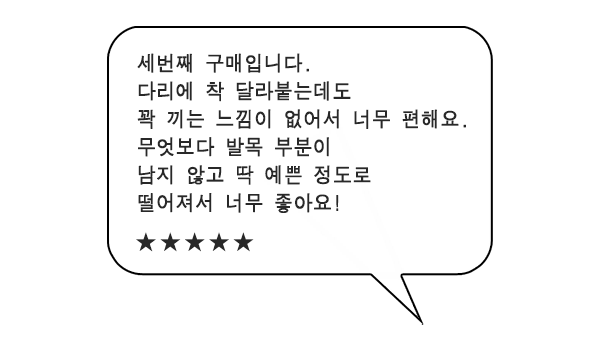 세번째 구매입니다.
다리에 착 달라붙는데도
꽉 끼는 느낌이 없어서 너무 편해요.
무엇보다 발목 부분이
남지 않고 딱 예쁜 정도로
떨어져서 너무 좋아요!
★★★★★